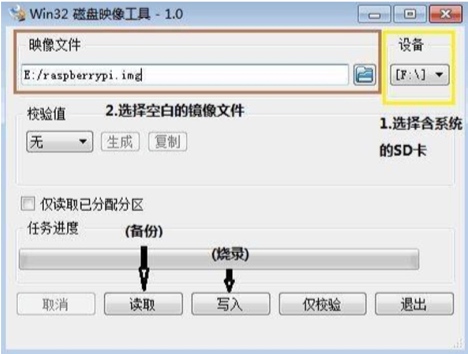 Win32 磁盘映像工具 - 1.0
映像文件
设备
E:/raspberrypi.img
[F:\]
校验值
2.选择空白的镜像文件
1.选择含系统
的SD卡
无
生成
复制
仅读取已分配分区
任务进度
(备份)
(烧录)
取消
读取
写入
仅校验
退出